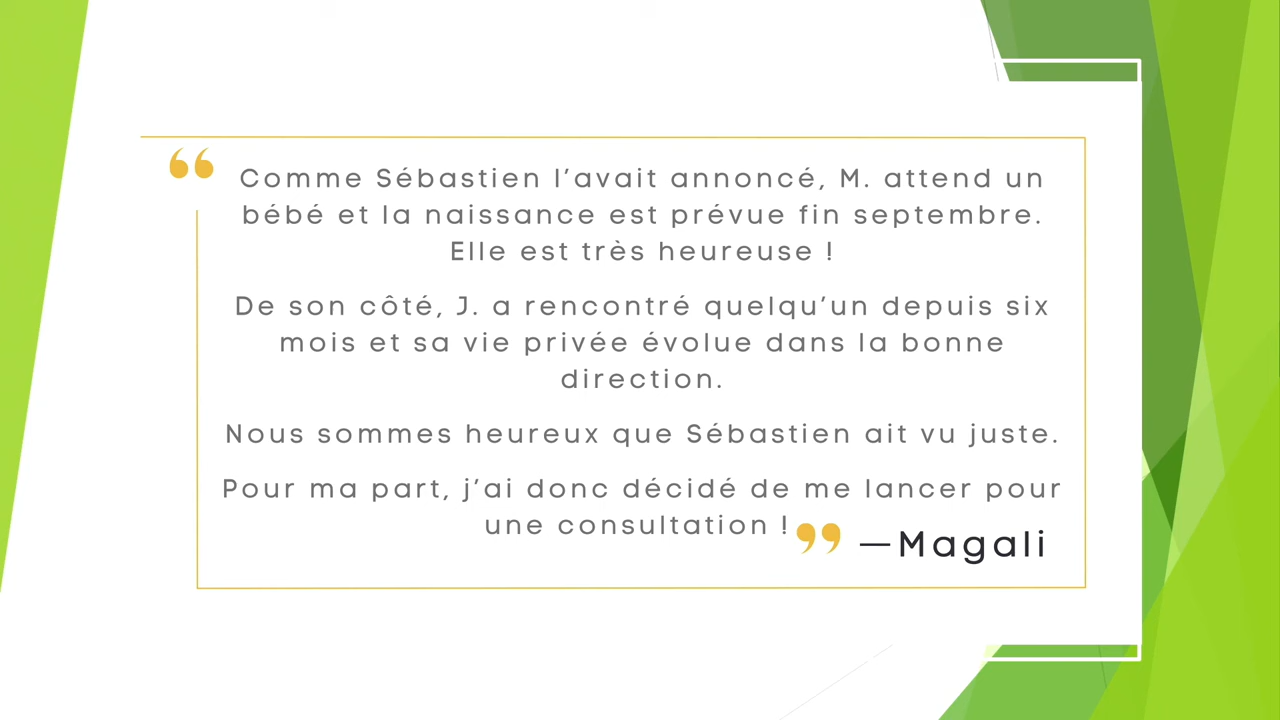 “ Comme Sébastien l’avait annoncé, M. attend un
bébé et la naissance est prévue fin septembre.
Elle est très heureuse !
De son côté, J. a rencontré quelqu’un depuis six
mois et sa vie privée évolue dans la bonne
direction.
Nous sommes heureux que Sébastien ait vu juste.
Pour ma part, j’ai donc décidé de me lancer pour
une consultation ! ” —Magali